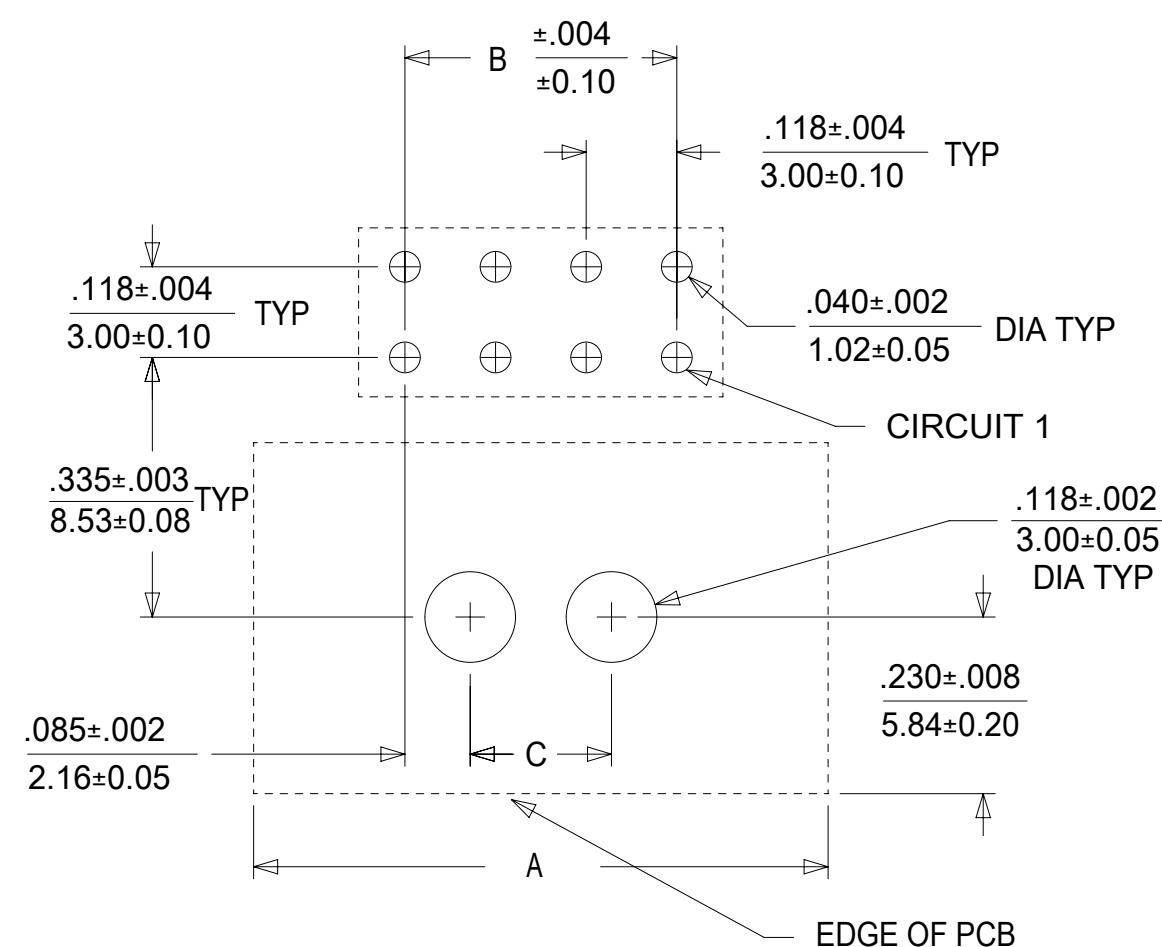 ±.004
B
±0.10
.118±.004
TYP
3.00±0.10
.118±.004
TYP
3.00±0.10
.040±.002
DIA TYP
1.02±0.05
CIRCUIT 1
.335±.003
TYP
8.53±0.08
.118±.002
3.00±0.05
DIA TYP
.230±.008
5.84±0.20
.085±.002
2.16±0.05
C
A
EDGE OF PCB